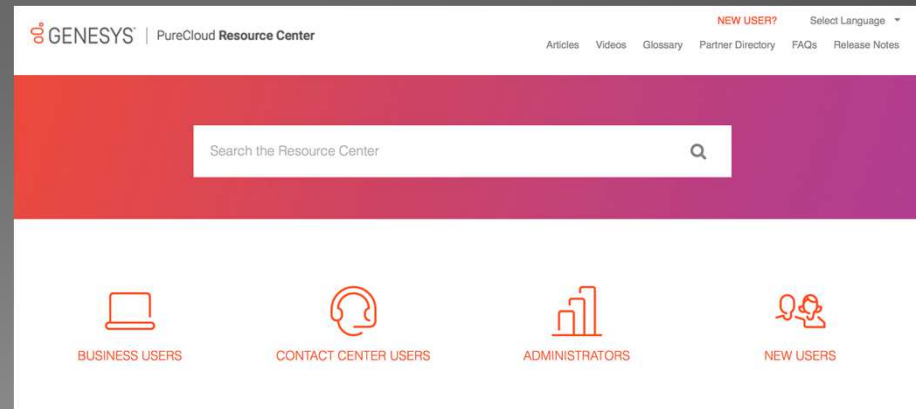 NEW USER? Select Language
GENESYS™ | PureCloud Resource Center
Articles Videos Glossary Partner Directory FAQs Release Notes
Search the Resource Center
BUSINESS USERS CONTACT CENTER USERS ADMINISTRATORS NEW USERS